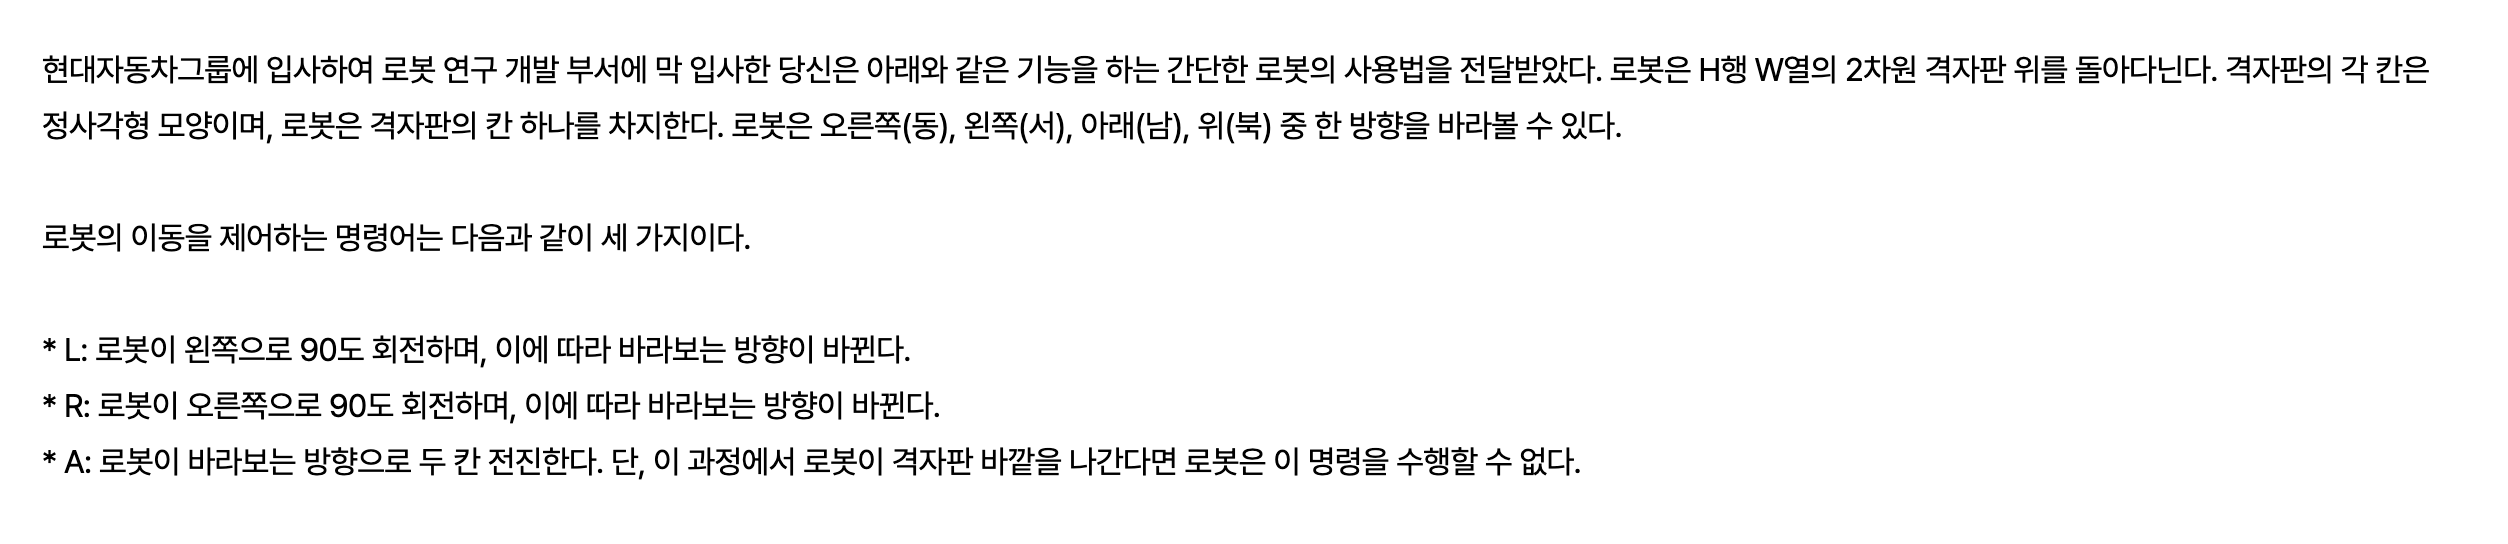 현대자동차그룹에 입사하여 로봇 연구개발 부서에 막 입사한 당신은 아래와 같은 기능을 하는 간단한 로봇의 사용법을 전달받았다. 로봇은 H행 W열의 2차원 격자판 위를 돌아다닌다. 격자판의 각 칸은
정사각형 모양이며, 로봇은 격자판의 칸 하나를 차지한다. 로봇은 오른쪽(동), 왼쪽(서), 아래(남), 위(북) 중 한 방향을 바라볼 수 있다.
로봇의 이동을 제어하는 명령어는 다음과 같이 세 가지이다.
* L: 로봇이 왼쪽으로 90도 회전하며, 이에 따라 바라보는 방향이 바뀐다.
* R: 로봇이 오른쪽으로 90도 회전하며, 이에 따라 바라보는 방향이 바뀐다.
* A: 로봇이 바라보는 방향으로 두 칸 전진한다. 단, 이 과정에서 로봇이 격자판 바깥을 나간다면 로봇은 이 명령을 수행할 수 없다.